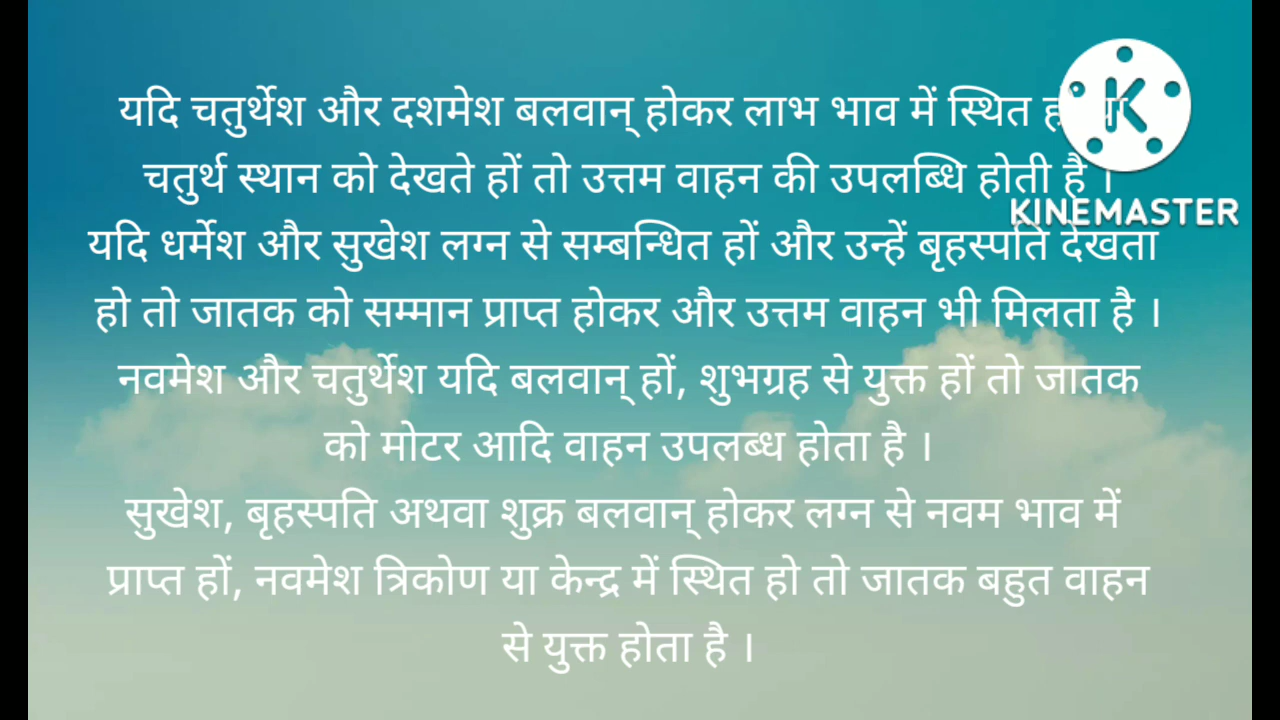 यदि चतुर्थेश और दशमेश बलवान् होकर लाभ भाव में स्थित
चतुर्थ स्थान को देखते हों तो उत्तम वाहन की उपलब्धि होती है ।
यदि धर्मेश और सुखेश लग्न से सम्बन्धित हों और उन्हें बृहस्पति देखता
हो तो जातक को सम्मान प्राप्त होकर और उत्तम वाहन भी मिलता है ।
नवमेश और चतुर्थेश यदि बलवान् हों, शुभग्रह से युक्त हों तो जातक
को मोटर आदि वाहन उपलब्ध होता है ।
सुखेश, बृहस्पति अथवा शुक्र बलवान् होकर लग्न से नवम भाव में
प्राप्त हों, नवमेश त्रिकोण या केन्द्र में स्थित हो तो जातक बहुत वाहन
से युक्त होता है ।
K
KINEMASTER